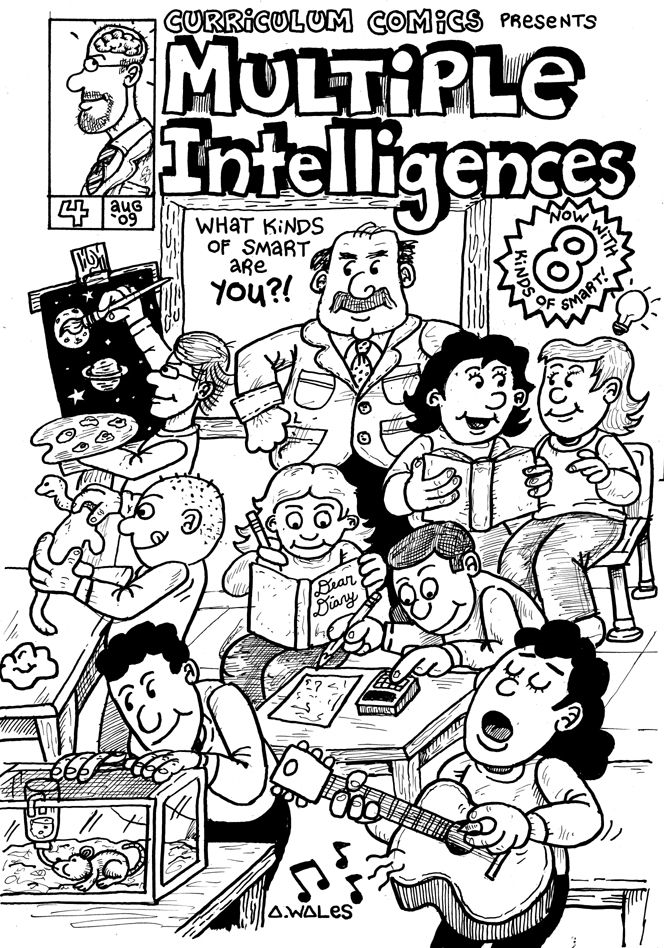 CURRiCULUM COMiCS PRESENTS
MULTiPLE
Intelligences
4
aUG
'09
WHAT KiNDS
OF SMART
aRe
YOU?!
NOW WITH
8
KINDS OF SMART!
Dear
Diary
a.WaLes